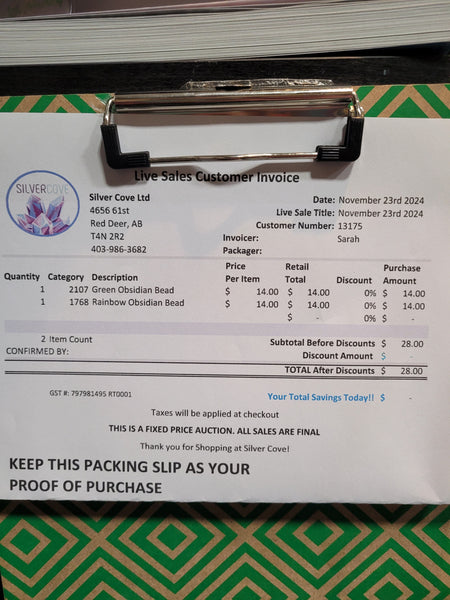 Live Sales Customer Invoice
SILVERCOVE
Silver Cove Ltd
4656 61st
Red Deer, AB
T4N 2R2
403-986-3682
Date: November 23rd 2024
Live Sale Title: November 23rd 2024
Customer Number: 13175
Invoicer: Sarah
Packager:
Quantity Category Description Price Per Item Retail Total Discount Purchase Amount
1 2107 Green Obsidian Bead $ 14.00 $ 14.00 0% $ 14.00
1 1768 Rainbow Obsidian Bead $ 14.00 $ 14.00 0% $ 14.00
$ - 0% $ -
2 Item Count Subtotal Before Discounts $ 28.00
CONFIRMED BY: Discount Amount $ -
TOTAL After Discounts $ 28.00
GST #: 797981495 RT0001 Your Total Savings Today!! $ -
Taxes will be applied at checkout
THIS IS A FIXED PRICE AUCTION. ALL SALES ARE FINAL
Thank you for Shopping at Silver Cove!
KEEP THIS PACKING SLIP AS YOUR
PROOF OF PURCHASE